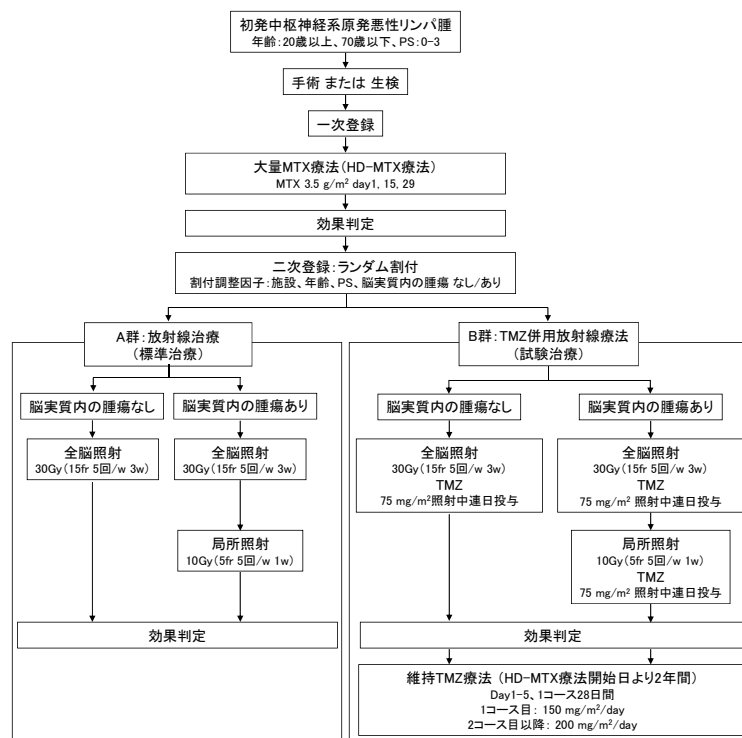 初発中枢神経系原発悪性リンパ腫
年齢:20歳以上、70歳以下、PS:0-3
手術 または 生検
一次登録
大量MTX療法(HD-MTX療法)
MTX 3.5 g/m² day1, 15, 29
効果判定
二次登録:ランダム割付
割付調整因子:施設、年齢、PS、脳実質内の腫瘍 なし/あり
A群:放射線治療
(標準治療)
脳実質内の腫瘍なし
脳実質内の腫瘍あり
全脳照射
30Gy(15fr 5回/w 3w)
全脳照射
30Gy(15fr 5回/w 3w)
局所照射
10Gy(5fr 5回/w 1w)
効果判定
B群:TMZ併用放射線療法
(試験治療)
脳実質内の腫瘍なし
脳実質内の腫瘍あり
全脳照射
30Gy(15fr 5回/w 3w)
TMZ
75 mg/m²照射中連日投与
全脳照射
30Gy(15fr 5回/w 3w)
TMZ
75 mg/m²照射中連日投与
局所照射
10Gy(5fr 5回/w 1w)
TMZ
75 mg/m² 照射中連日投与
効果判定
維持TMZ療法 (HD-MTX療法開始日より2年間)
Day1-5、1コース28日間
1コース目: 150 mg/m²/day
2コース目以降: 200 mg/m²/day